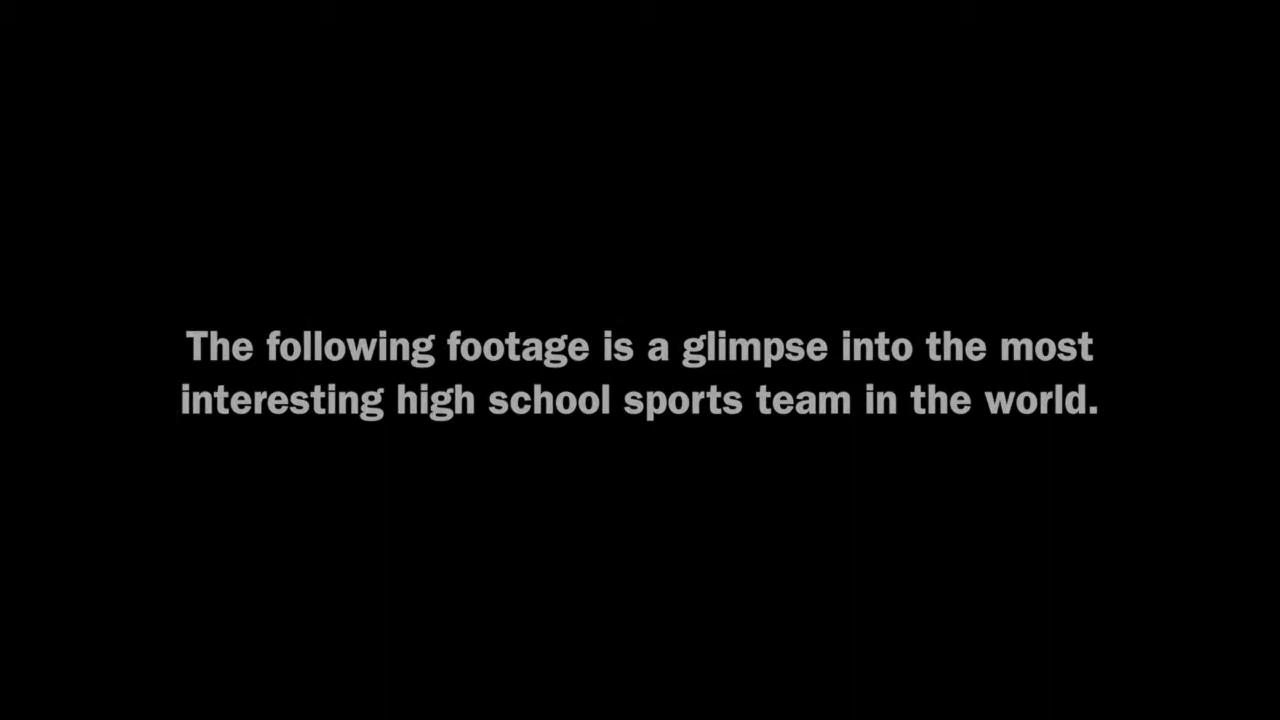 The following footage is a glimpse into the most
interesting high school sports team in the world.